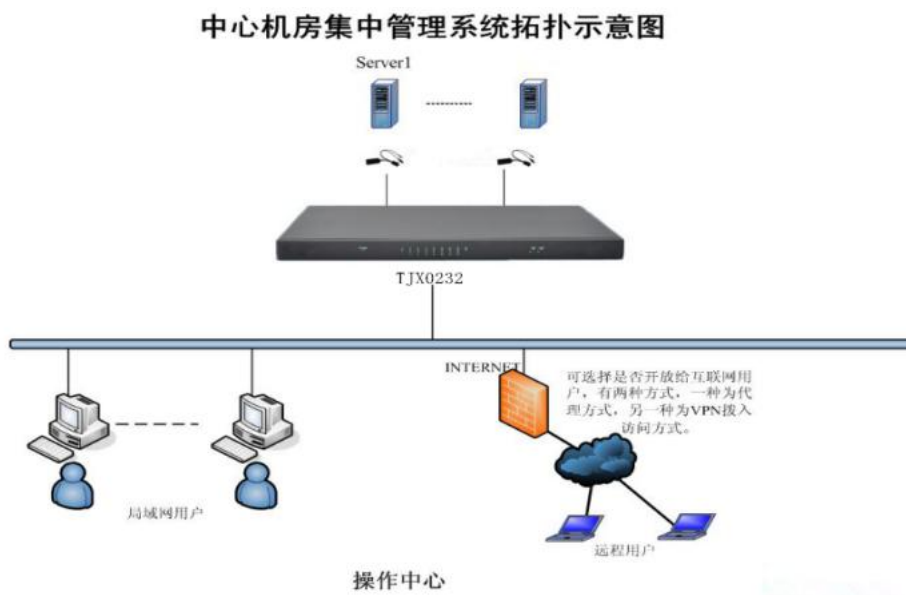 中心机房集中管理系统拓扑示意图
Server1
TJX0232
INTERNET
可选择是否开放给互联网用
户，有两种方式，一种为代
理方式，另一种为VPN拨入
访问方式。
局域网用户
远程用户
操作中心